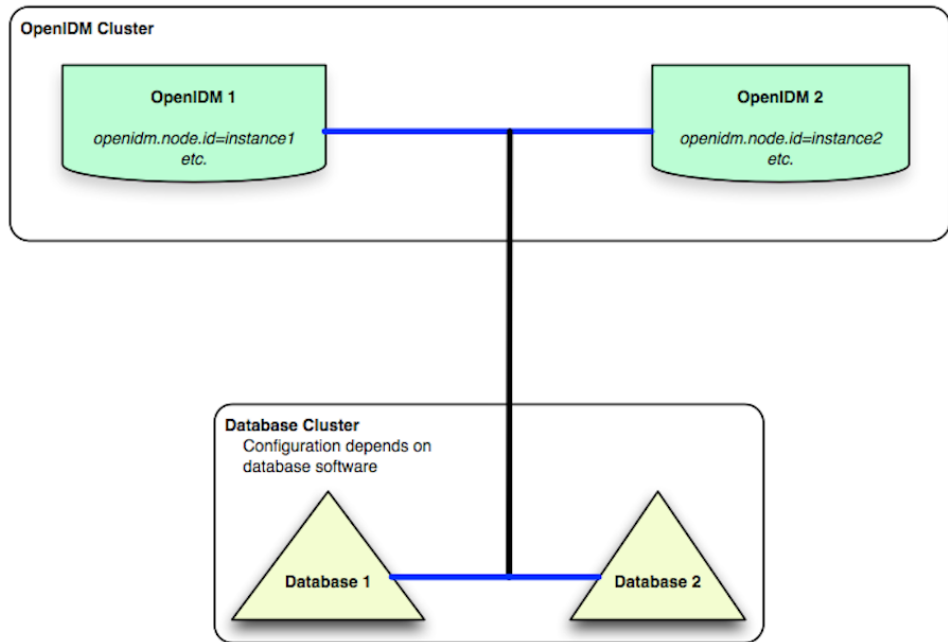 OpenIDM Cluster
OpenIDM 1
openidm.node.id=instance1
etc.
OpenIDM 2
openidm.node.id=instance2
etc.
Database Cluster
Configuration depends on
database software
Database 1
Database 2